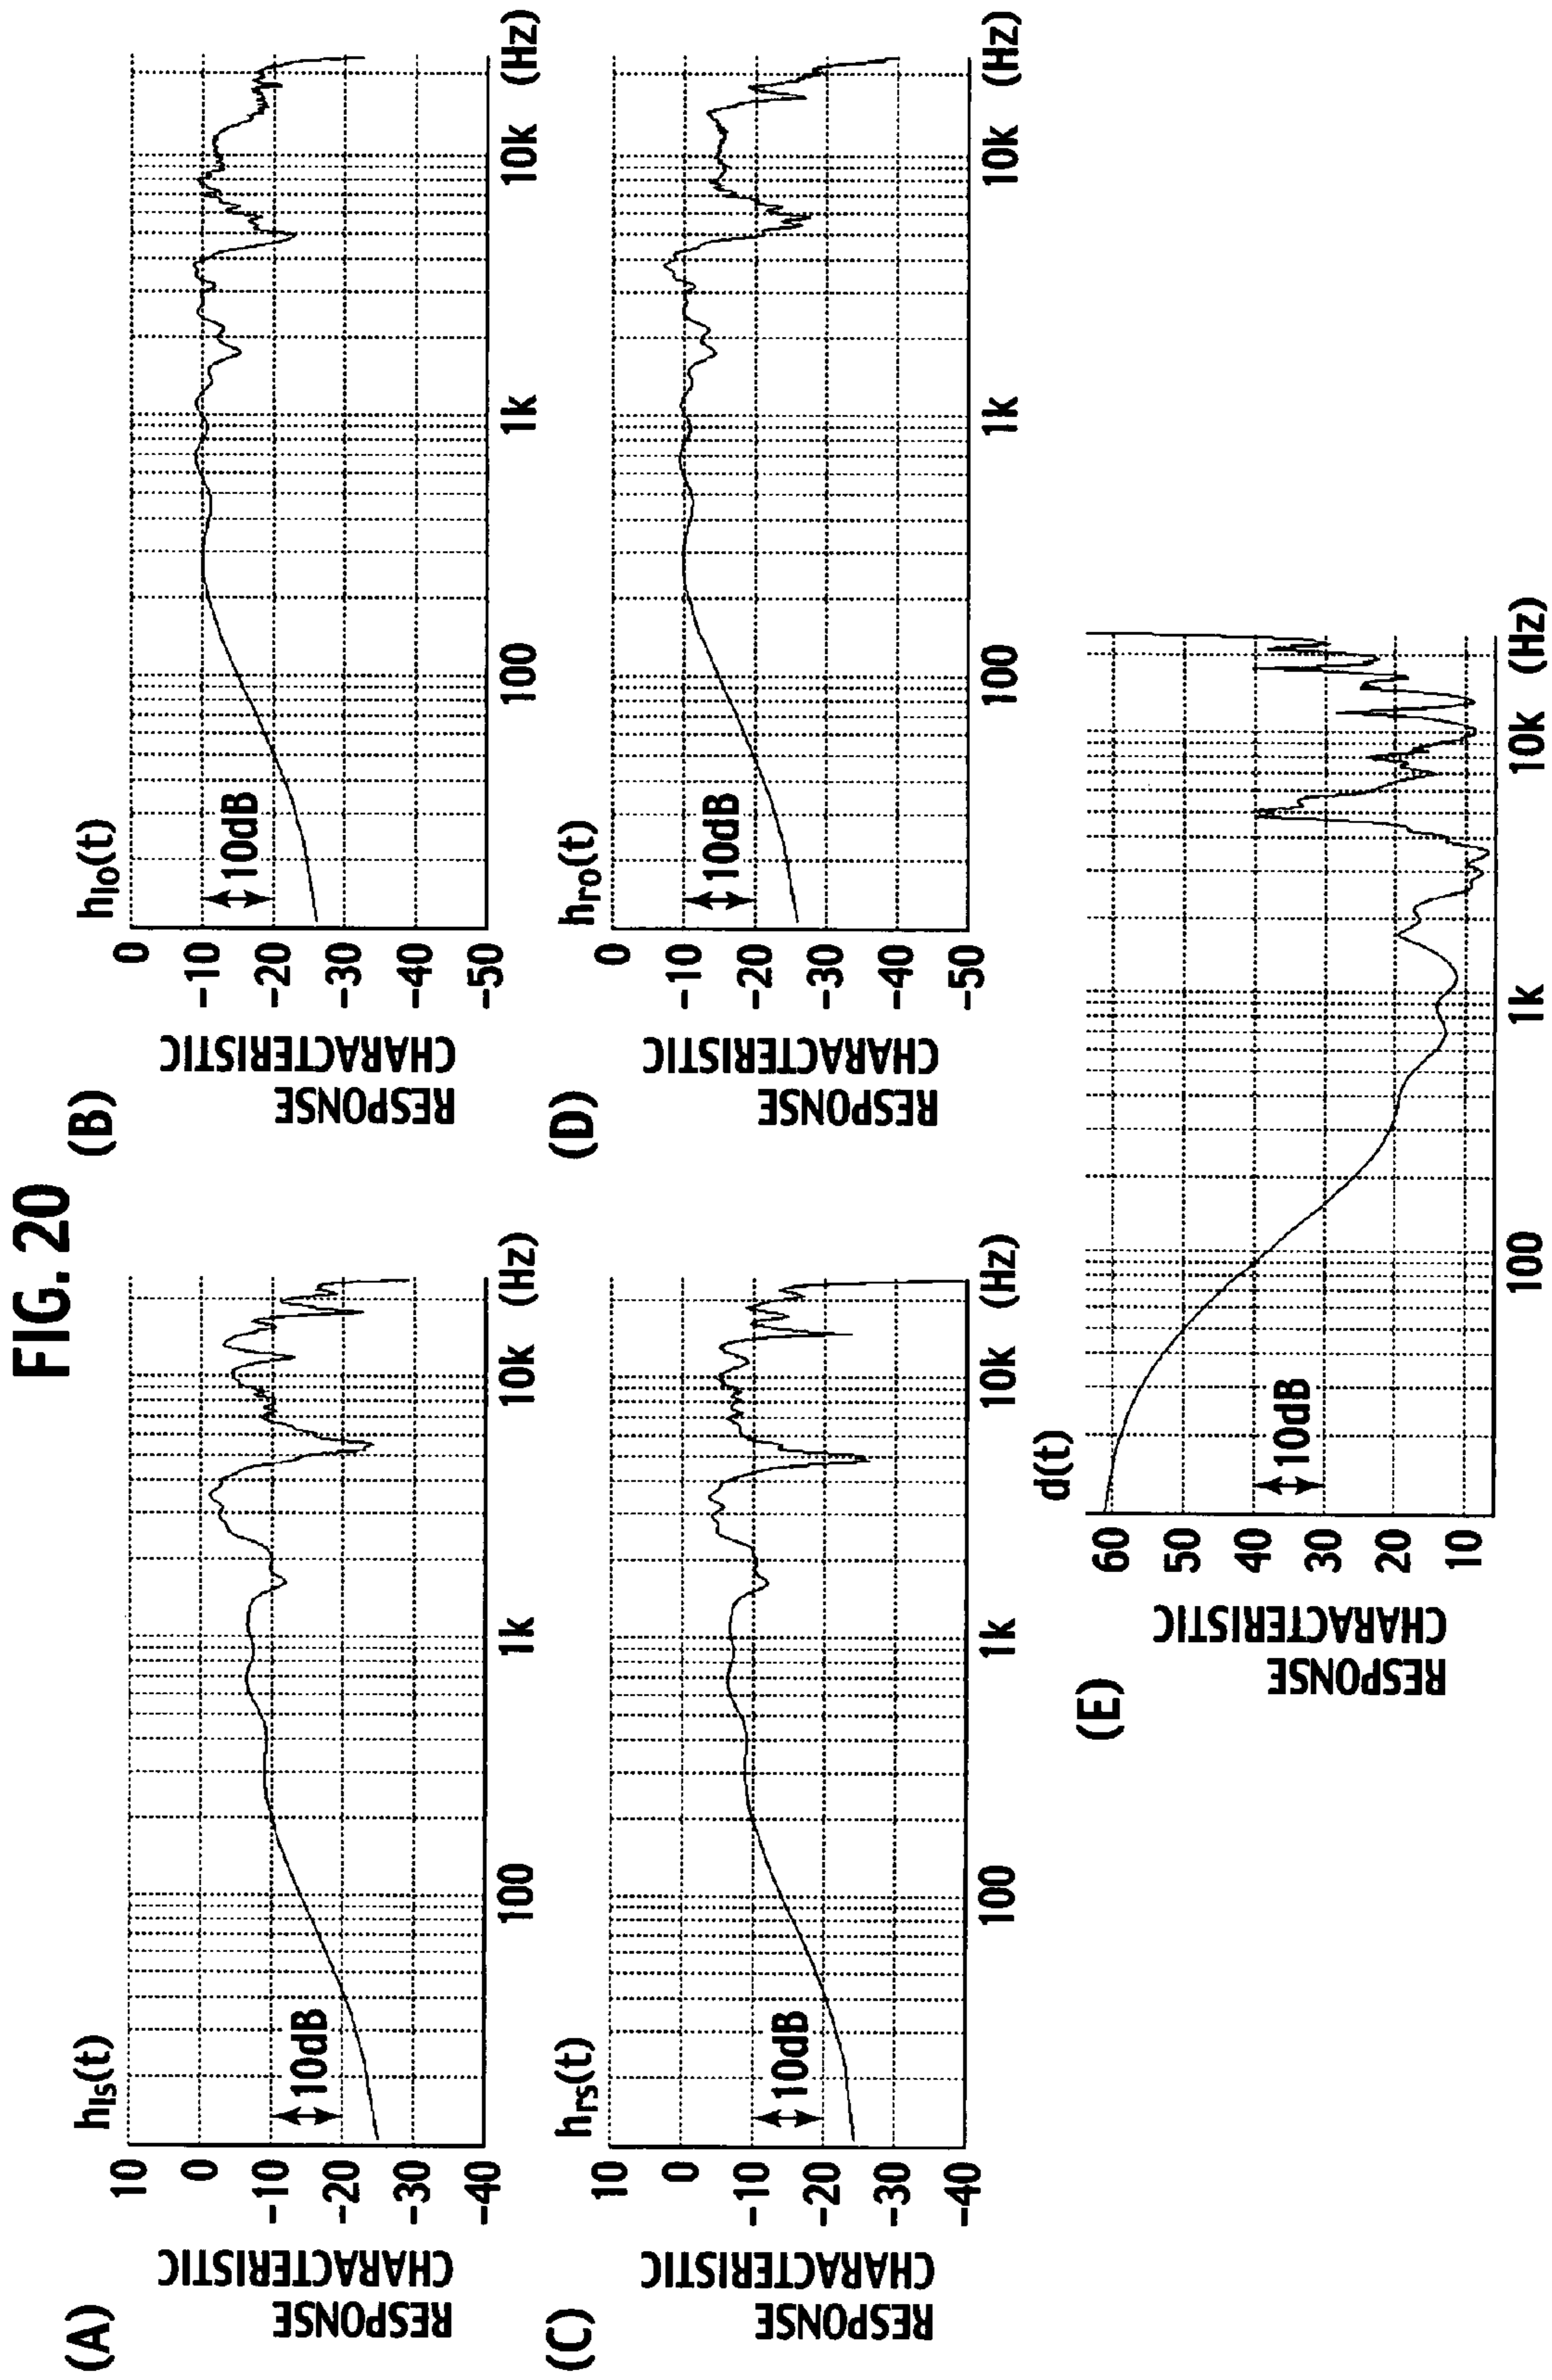 FIG. 20
(A)
h_ls(t)
RESPONSE
CHARACTERISTIC
10
0
-10
-20
-30
-40
10dB
100
1k
10k
(Hz)
(B)
h_lo(t)
RESPONSE
CHARACTERISTIC
0
-10
-20
-30
-40
-50
10dB
100
1k
10k
(Hz)
(C)
h_rs(t)
RESPONSE
CHARACTERISTIC
10
0
-10
-20
-30
-40
10dB
100
1k
10k
(Hz)
(D)
h_ro(t)
RESPONSE
CHARACTERISTIC
0
-10
-20
-30
-40
-50
10dB
100
1k
10k
(Hz)
(E)
d(t)
RESPONSE
CHARACTERISTIC
60
50
40
30
20
10
10dB
100
1k
10k
(Hz)